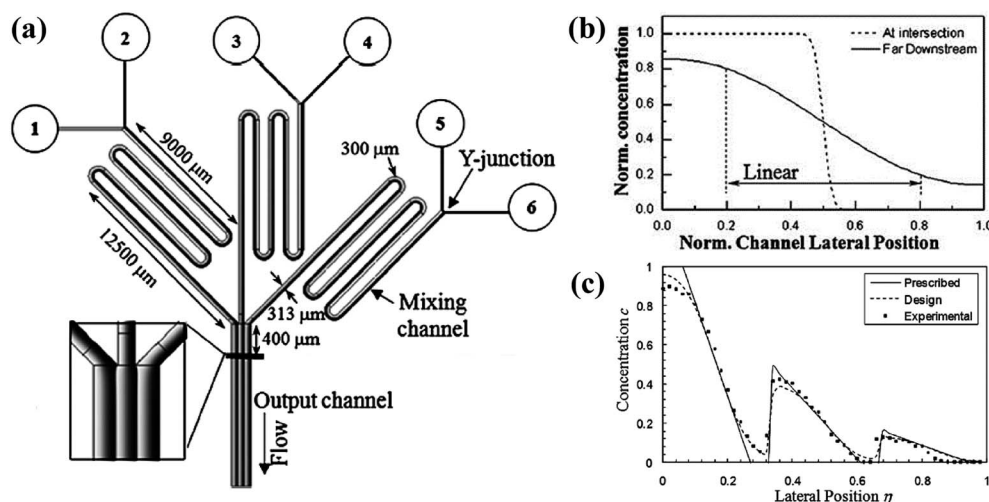 (a)
1
2
3
4
5
6
9000 µm
12500µm
300 µm
Y-junction
Mixing channel
313 µm
400 µm
Output channel
Flow
(b)
Norm. concentration
1.0
0.8
0.6
0.4
0.2
0.0
At intersection
Far Downstream
Linear
0.0 0.2 0.4 0.6 0.8 1.0
Norm. Channel Lateral Position
(c)
Concentration c
1
0.8
0.6
0.4
0.2
0
Prescribed
Design
Experimental
0 0.2 0.4 0.6 0.8 1
Lateral Position η